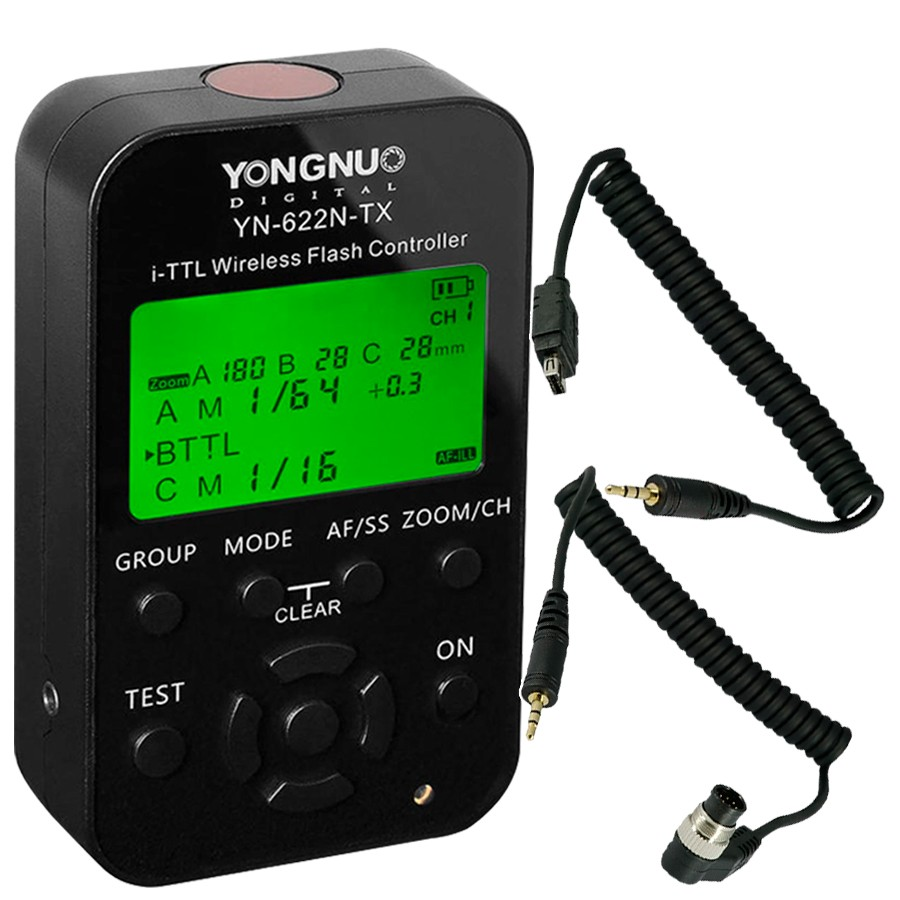 YONGNUO
DIGITAL
YN-622N-TX
i-TTL Wireless Flash Controller
CH 1
Zoom A 180 B 28 C 28mm
A M 1/64 +0.3
BTTL
C M 1/16 AF-ILL
GROUP MODE AF/SS ZOOM/CH
CLEAR
TEST ON